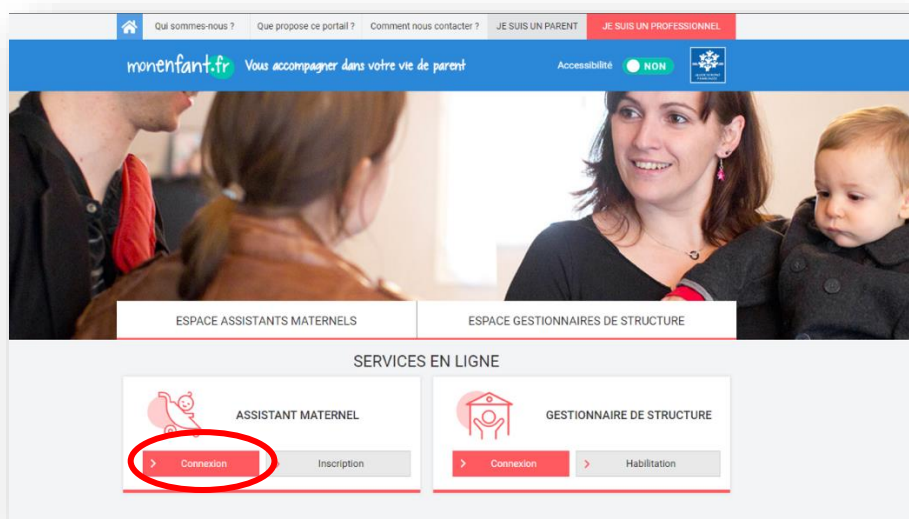 Qui sommes-nous ? Que propose ce portail ? Comment nous contacter ? JE SUIS UN PARENT JE SUIS UN PROFESSIONNEL
monenfant.fr Vous accompagner dans votre vie de parent Accessibilité NON
ESPACE ASSISTANTS MATERNELS ESPACE GESTIONNAIRES DE STRUCTURE
SERVICES EN LIGNE
ASSISTANT MATERNEL GESTIONNAIRE DE STRUCTURE
Connexion Inscription Connexion Habilitation